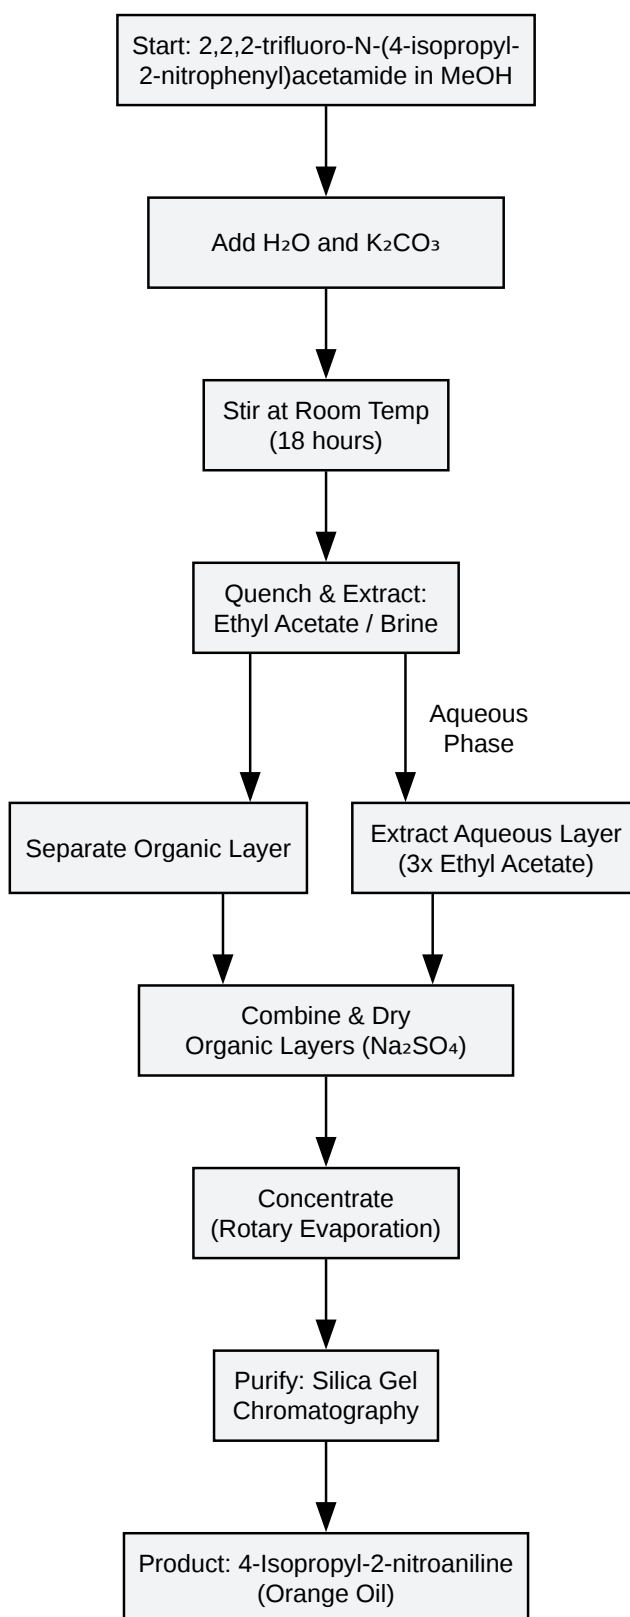 Start: 2,2,2-trifluoro-N-(4-isopropyl-
2-nitrophenyl)acetamide in MeOH
Add H₂O and K₂CO₃
Stir at Room Temp
(18 hours)
Quench & Extract:
Ethyl Acetate / Brine
Aqueous
Phase
Separate Organic Layer
Extract Aqueous Layer
(3x Ethyl Acetate)
Combine & Dry
Organic Layers (Na₂SO₄)
Concentrate
(Rotary Evaporation)
Purify: Silica Gel
Chromatography
Product: 4-Isopropyl-2-nitroaniline
(Orange Oil)